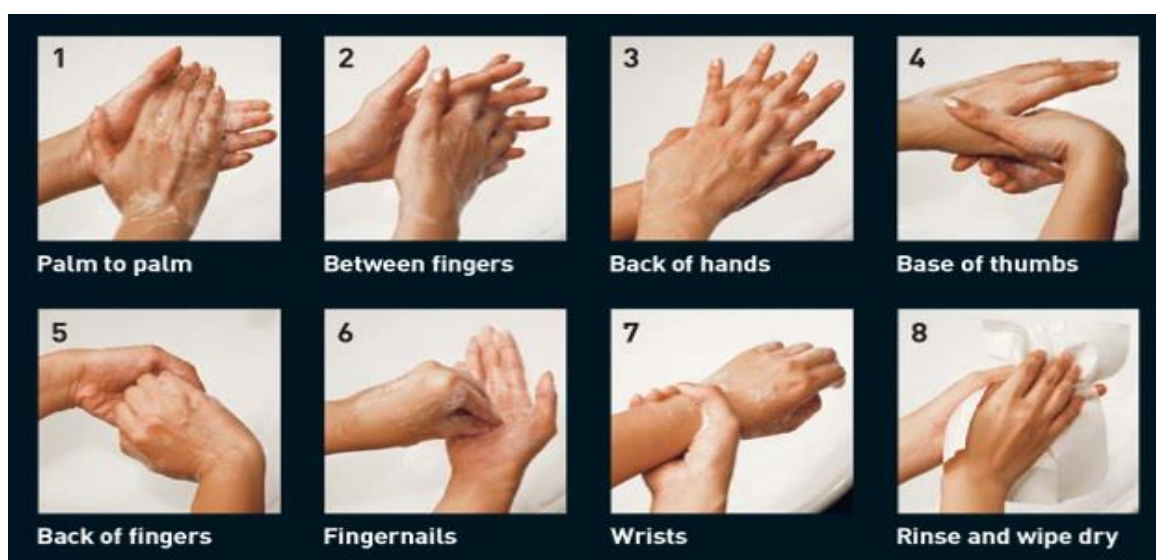 1
2
3
4
Palm to palm
Between fingers
Back of hands
Base of thumbs
5
6
7
8
Back of fingers
Fingernails
Wrists
Rinse and wipe dry